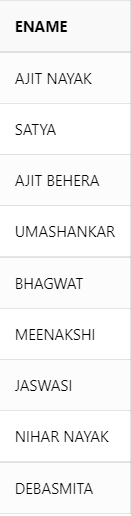 ENAME
AJIT NAYAK
SATYA
AJIT BEHERA
UMASHANKAR
BHAGWAT
MEENAKSHI
JASWASI
NIHAR NAYAK
DEBASMITA